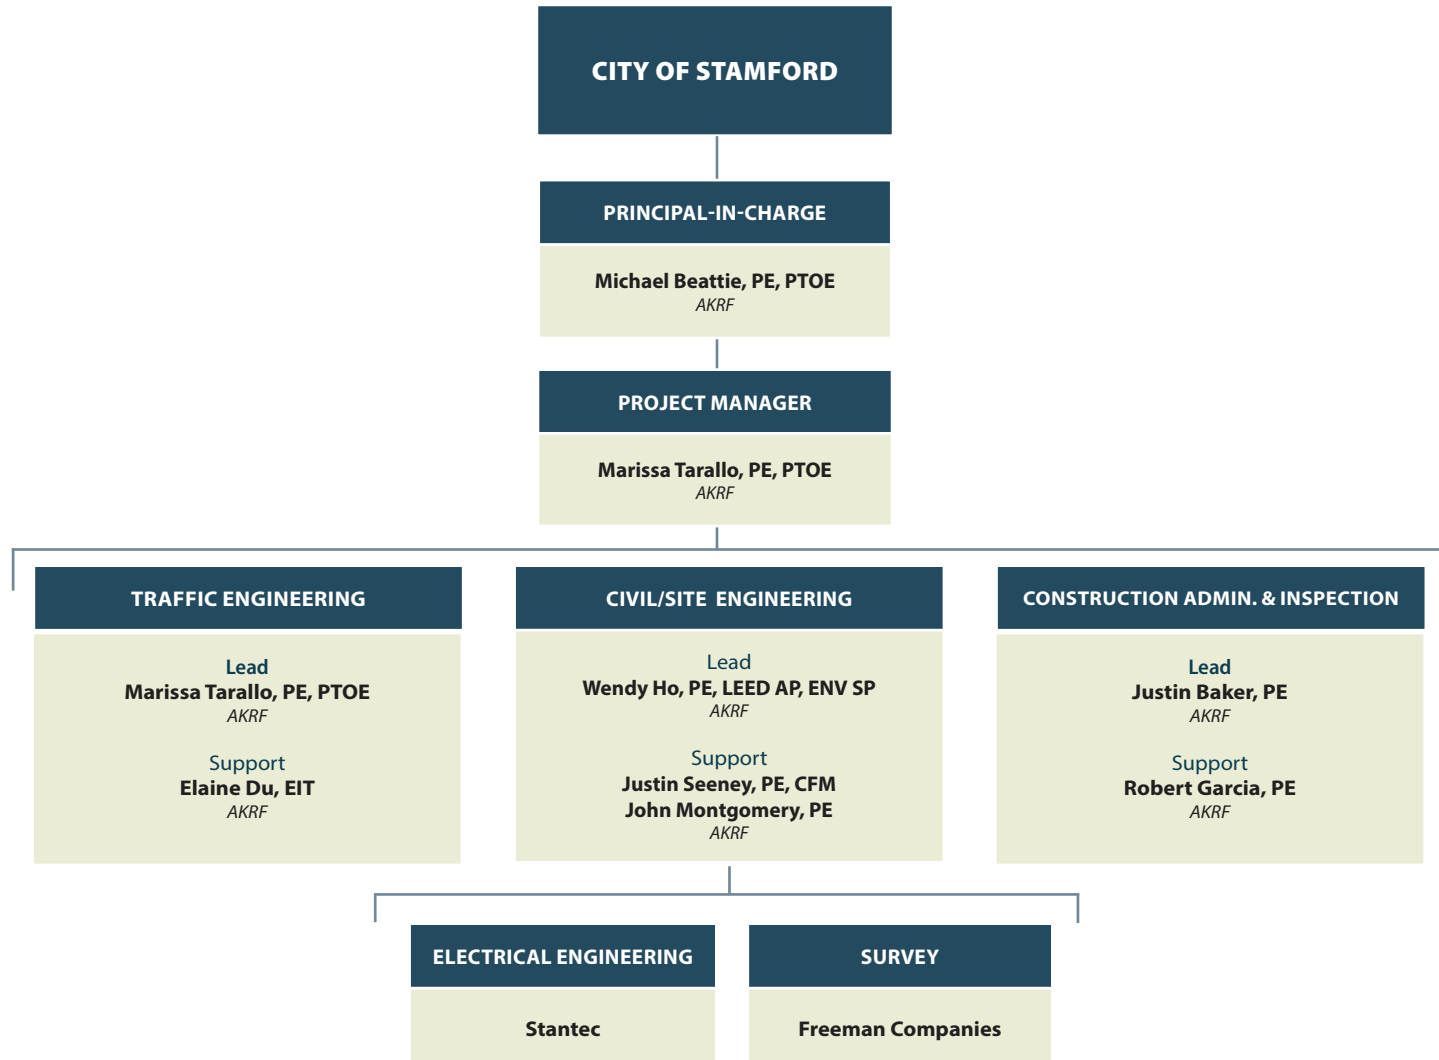 CITY OF STAMFORD
PRINCIPAL-IN-CHARGE
Michael Beattie, PE, PTOE
AKRF
PROJECT MANAGER
Marissa Tarallo, PE, PTOE
AKRF
TRAFFIC ENGINEERING
Lead
Marissa Tarallo, PE, PTOE
AKRF
Support
Elaine Du, EIT
AKRF
CIVIL/SITE ENGINEERING
Lead
Wendy Ho, PE, LEED AP, ENV SP
AKRF
Support
Justin Seeney, PE, CFM
John Montgomery, PE
AKRF
CONSTRUCTION ADMIN. & INSPECTION
Lead
Justin Baker, PE
AKRF
Support
Robert Garcia, PE
AKRF
ELECTRICAL ENGINEERING
Stantec
SURVEY
Freeman Companies